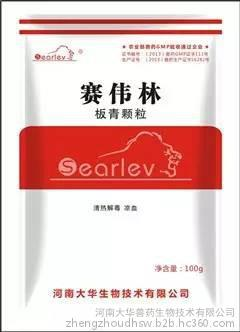 Searlev
农业部兽药GMP验收通过企业
赛伟林
板青颗粒
Searlev
清热解毒 凉血
净含量：100g
河南大华生物技术有限公司
河南大华兽药生物技术有限公司
zhengzhoudhsw.b2b.hc360.com